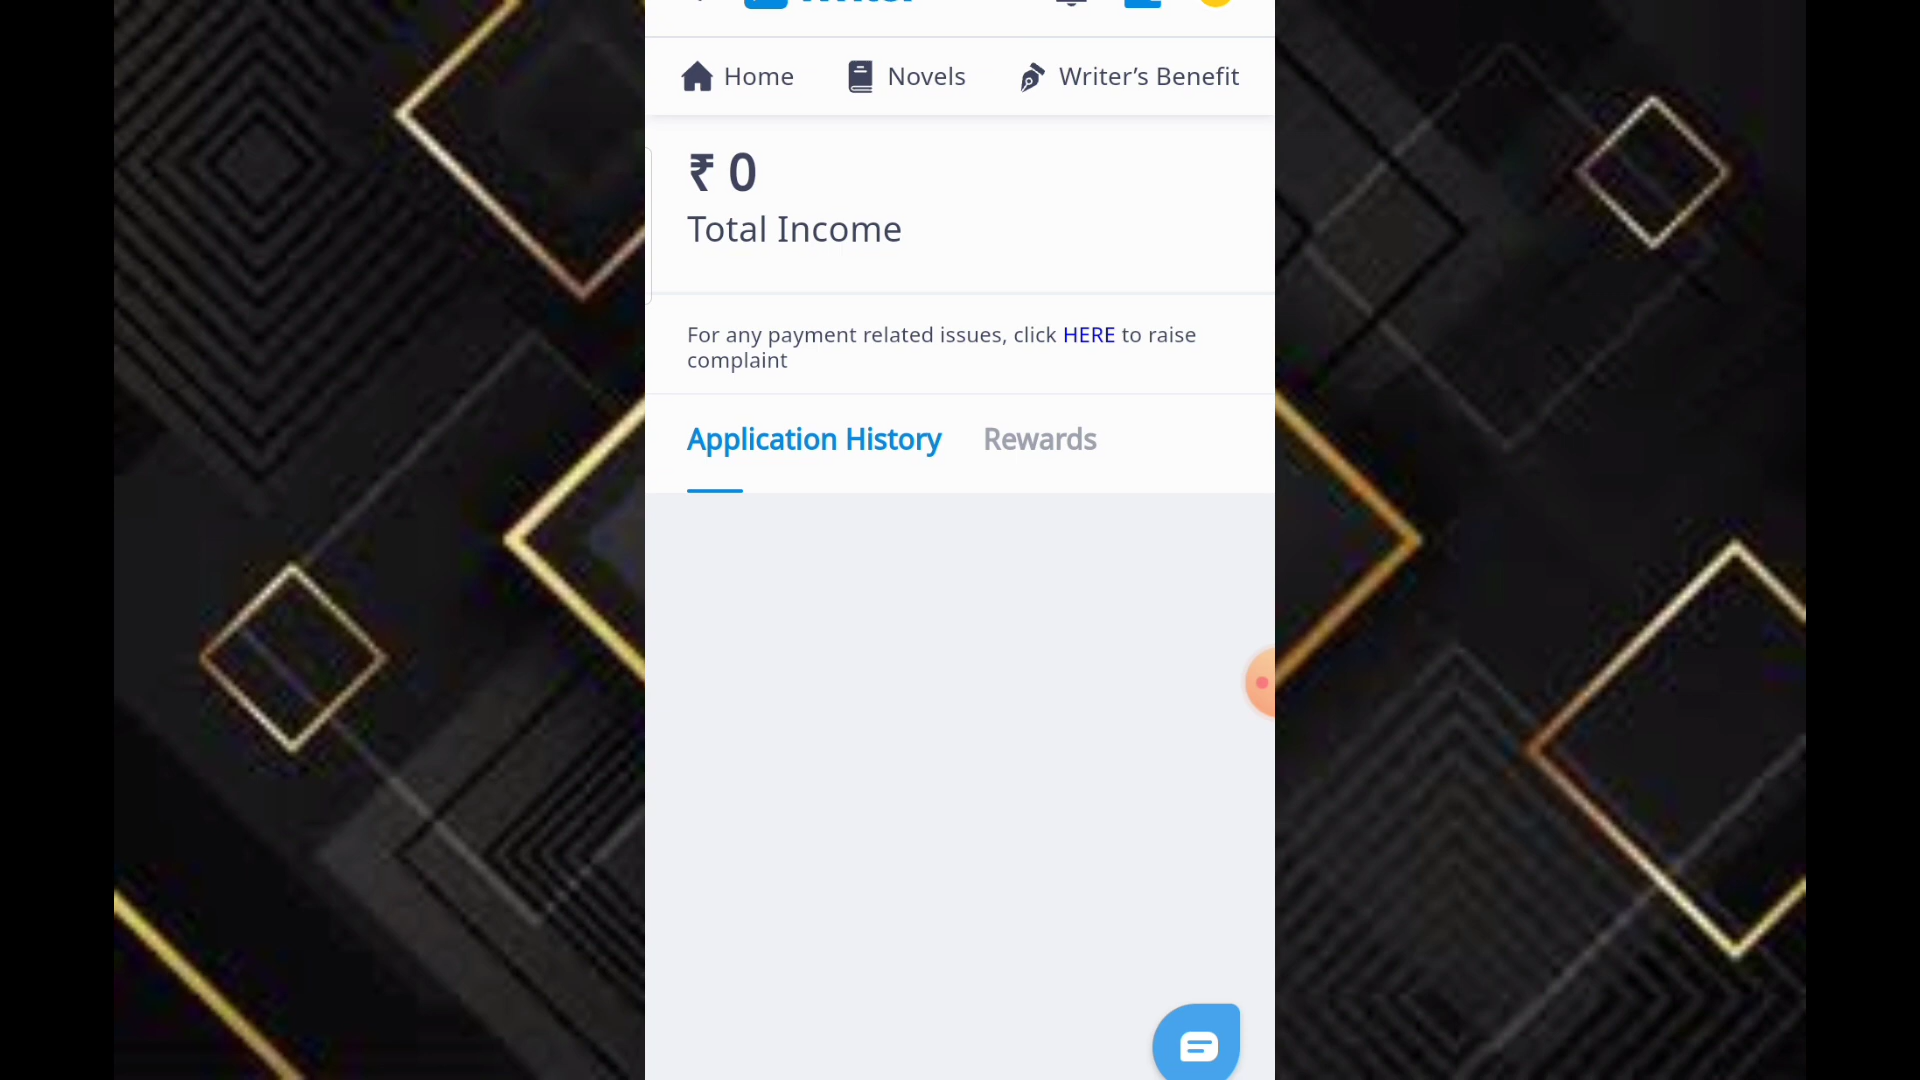 Writer
Home Novels Writer’s Benefit
₹ 0
Total Income
For any payment related issues, click HERE to raise
complaint
Application History Rewards